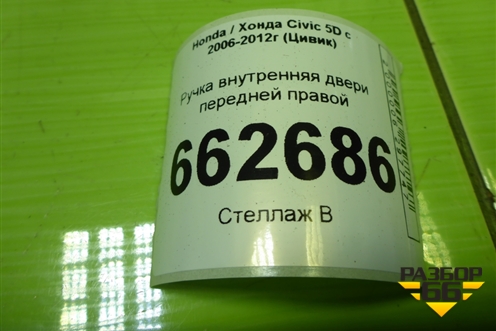 Honda / Хонда Civic 5D с
2006-2012г (Цивик)
Ручка внутренняя двери
передней правой
662686
Стеллаж В
РАЗБОР
66